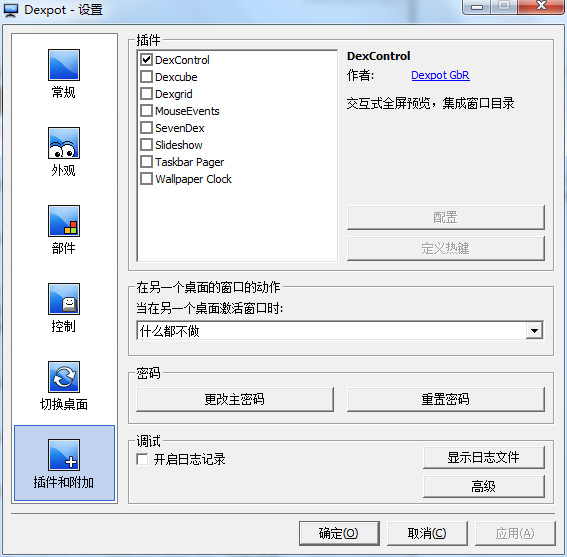 Dexpot - 设置
常规
外观
部件
控制
切换桌面
插件和附加
插件
DexControl
Dexcube
Dexgrid
MouseEvents
SevenDex
Slideshow
Taskbar Pager
Wallpaper Clock
DexControl
作者: Dexpot GbR
交互式全屏预览，集成窗口目录
配置
定义热键
在另一个桌面的窗口的动作
当在另一个桌面激活窗口时:
什么都不做
密码
更改主密码
重置密码
调试
开启日志记录
显示日志文件
高级
确定(O)
取消(C)
应用(A)